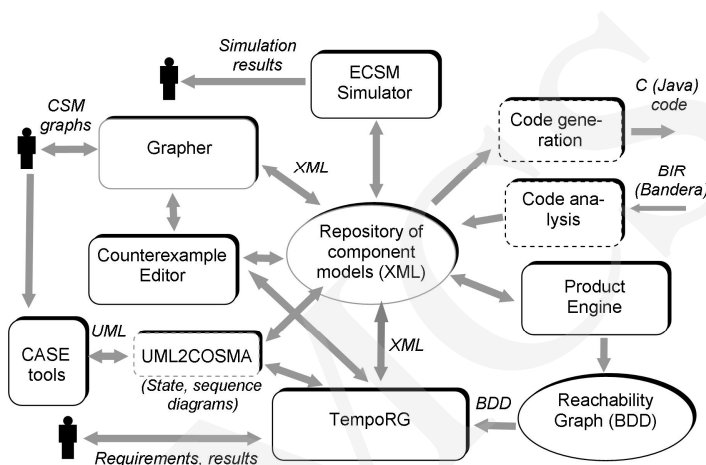 Simulation
results
ECSM
Simulator
C (Java)
code
CSM
graphs
Code gene-
ration
Grapher
XML
BIR
(Bandera)
Code ana-
lysis
Repository of
component
models (XML)
Counterexample
Editor
Product
Engine
UML
XML
CASE
tools
UML2COSMA
(State, sequence
diagrams)
TempoRG
BDD
Reachability
Graph (BDD)
Requirements, results